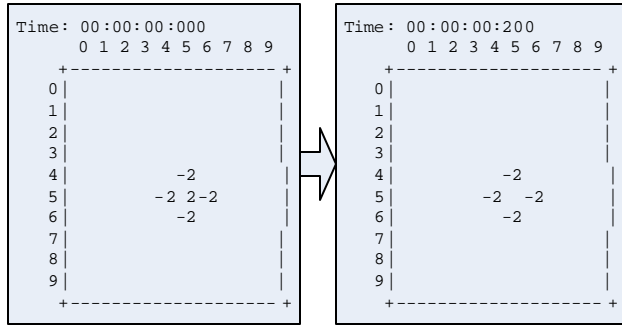 Time: 00:00:00:000
0 1 2 3 4 5 6 7 8 9
+--------------------+
0| |
1| |
2| |
3| |
4| -2 |
5| -2 2-2 |
6| -2 |
7| |
8| |
9| |
+--------------------+
Time: 00:00:00:200
0 1 2 3 4 5 6 7 8 9
+--------------------+
0| |
1| |
2| |
3| |
4| -2 |
5| -2 -2 |
6| -2 |
7| |
8| |
9| |
+--------------------+